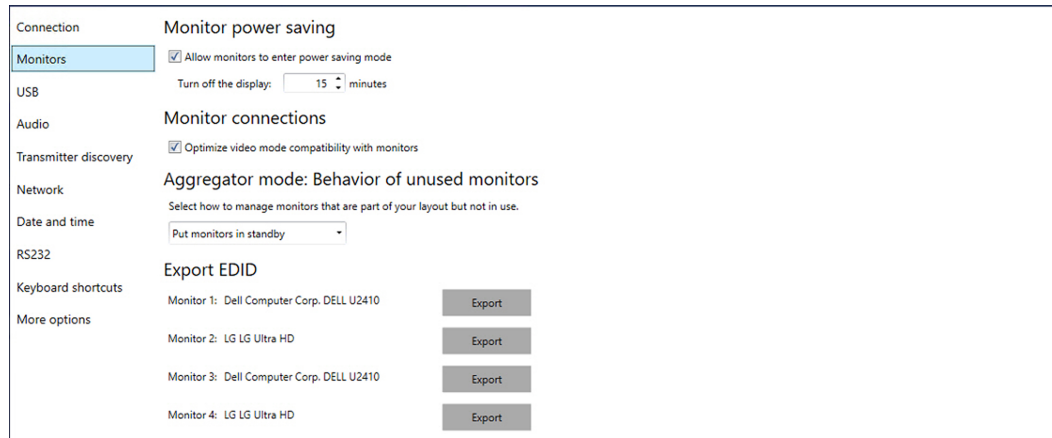 Connection
Monitors
USB
Audio
Transmitter discovery
Network
Date and time
RS232
Keyboard shortcuts
More options
Monitor power saving
Allow monitors to enter power saving mode
Turn off the display: 15 minutes
Monitor connections
Optimize video mode compatibility with monitors
Aggregator mode: Behavior of unused monitors
Select how to manage monitors that are part of your layout but not in use.
Put monitors in standby
Export EDID
Monitor 1: Dell Computer Corp. DELL U2410 Export
Monitor 2: LG LG Ultra HD Export
Monitor 3: Dell Computer Corp. DELL U2410 Export
Monitor 4: LG LG Ultra HD Export